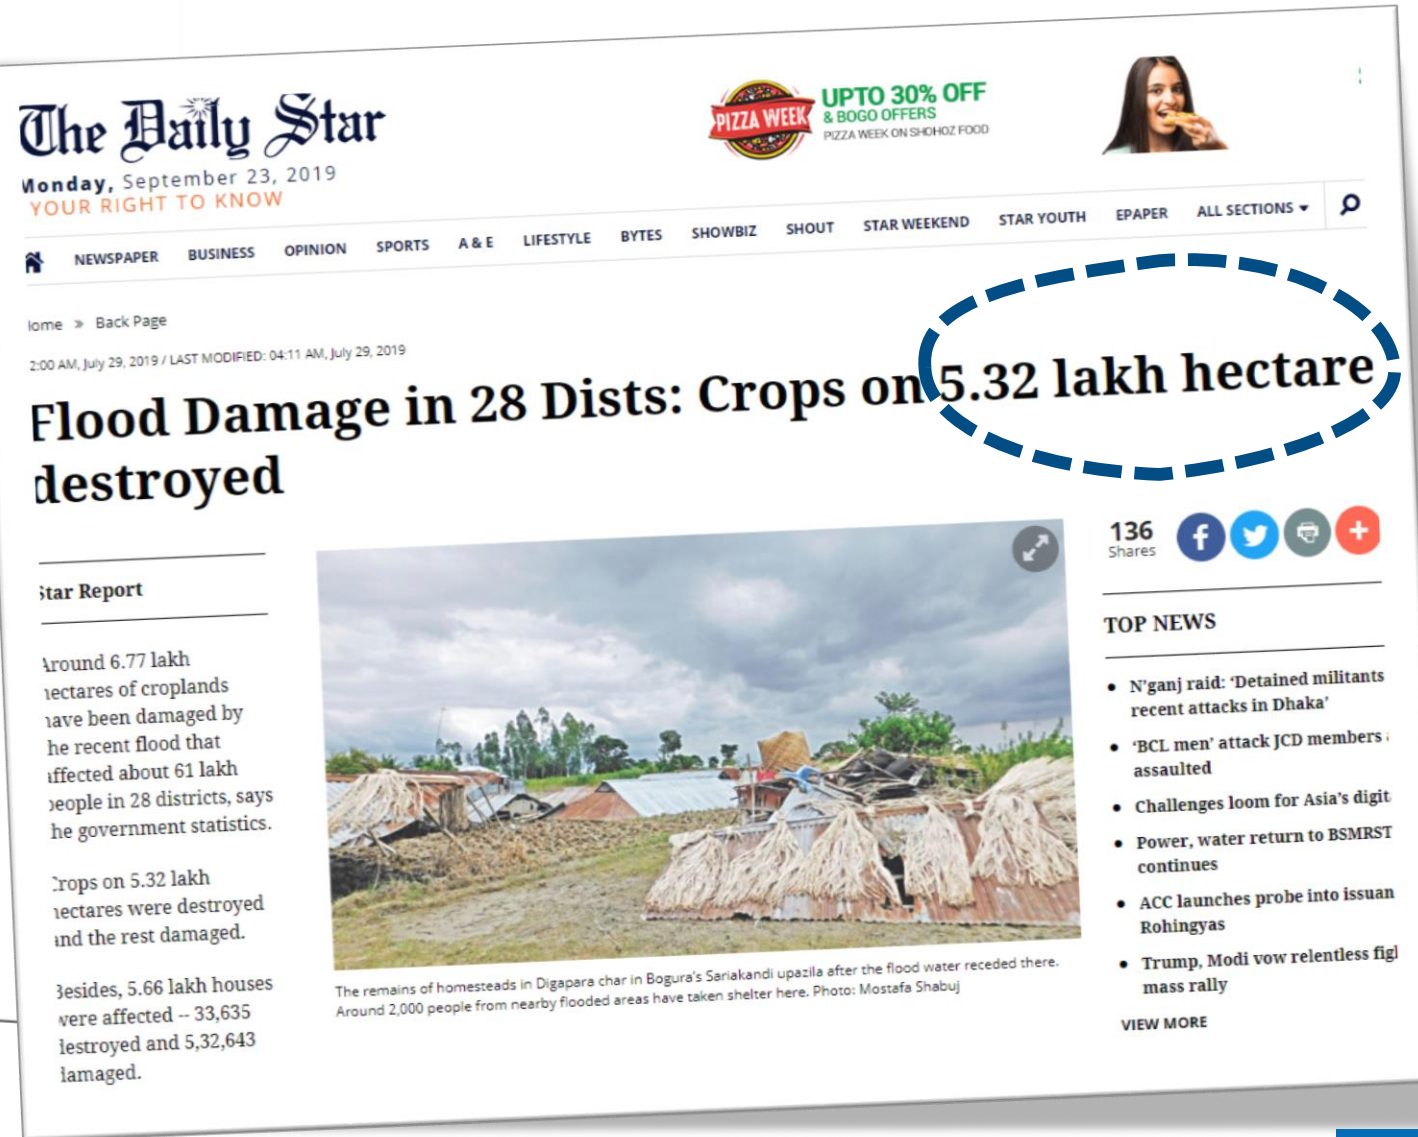 The Daily Star
Monday, September 23, 2019
YOUR RIGHT TO KNOW
PIZZA WEEK
UPTO 30% OFF
& BOGO OFFERS
PIZZA WEEK ON SHOHOZ FOOD
NEWSPAPER BUSINESS OPINION SPORTS A & E LIFESTYLE BYTES SHOWBIZ SHOUT STAR WEEKEND STAR YOUTH EPAPER ALL SECTIONS
ome » Back Page
2:00 AM, July 29, 2019 / LAST MODIFIED: 04:11 AM, July 29, 2019
Flood Damage in 28 Dists: Crops on 5.32 lakh hectare
destroyed
136
Shares
Star Report
Around 6.77 lakh
hectares of croplands
have been damaged by
he recent flood that
affected about 61 lakh
people in 28 districts, says
he government statistics.
Crops on 5.32 lakh
hectares were destroyed
and the rest damaged.
Besides, 5.66 lakh houses
were affected -- 33,635
destroyed and 5,32,643
damaged.
The remains of homesteads in Digapara char in Bogura's Sariakandi upazila after the flood water receded there.
Around 2,000 people from nearby flooded areas have taken shelter here. Photo: Mostafa Shabuj
TOP NEWS
• N'ganj raid: 'Detained militants
recent attacks in Dhaka'
• 'BCL men' attack JCD members
assaulted
• Challenges loom for Asia's digit
• Power, water return to BSMRST
continues
• ACC launches probe into issuan
Rohingyas
• Trump, Modi vow relentless figh
mass rally
VIEW MORE